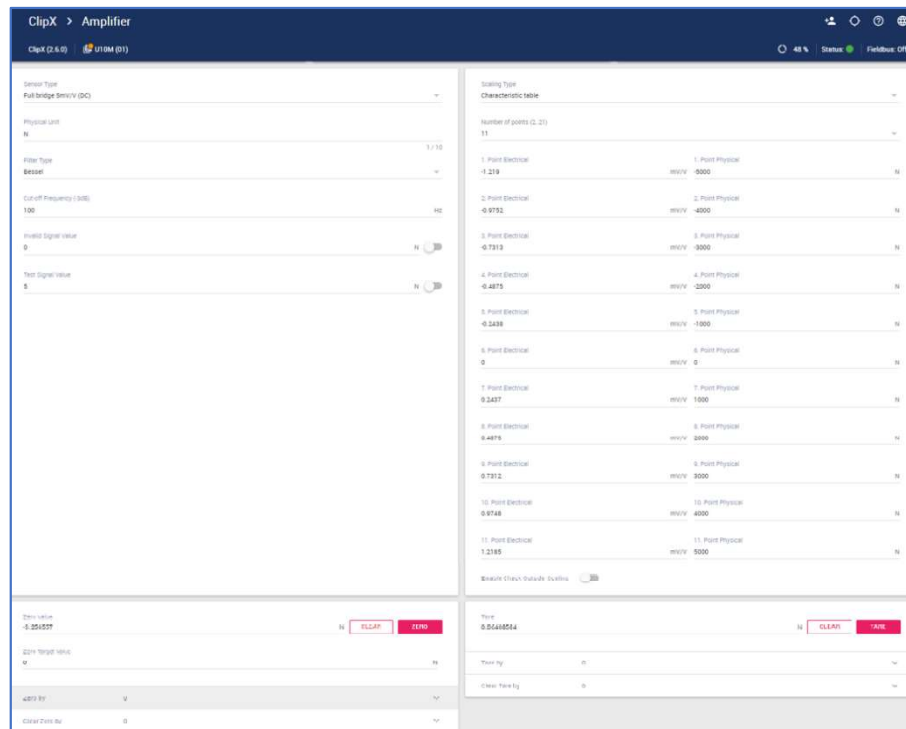 ClipX > Amplifier
ClipX (2.6.0) U10M (01) 48 % Status: Fieldbus: Off
Sensor Type
Full bridge 5mV/V (DC)
Physical Unit
N
1 / 10
Filter Type
Bessel
Cut-off Frequency (-3dB)
100 Hz
Invalid Signal Value
0 N
Test Signal Value
5 N
Scaling Type
Characteristic table
Number of points (2..21)
11
1. Point Electrical 1. Point Physical
-1.219 mV/V -5000 N
2. Point Electrical 2. Point Physical
-0.9752 mV/V -4000 N
3. Point Electrical 3. Point Physical
-0.7313 mV/V -3000 N
4. Point Electrical 4. Point Physical
-0.4875 mV/V -2000 N
5. Point Electrical 5. Point Physical
-0.2438 mV/V -1000 N
6. Point Electrical 6. Point Physical
0 mV/V 0 N
7. Point Electrical 7. Point Physical
0.2437 mV/V 1000 N
8. Point Electrical 8. Point Physical
0.4875 mV/V 2000 N
9. Point Electrical 9. Point Physical
0.7312 mV/V 3000 N
10. Point Electrical 10. Point Physical
0.9748 mV/V 4000 N
11. Point Electrical 11. Point Physical
1.2185 mV/V 5000 N
Enable Check Outside Scaling
Zero Value
N CLEAR ZERO
Zero Target Value
0 N
Zero by 0
Clear Zero by 0
Tare
N CLEAR TARE
Tare by 0
Clear Tare by 0